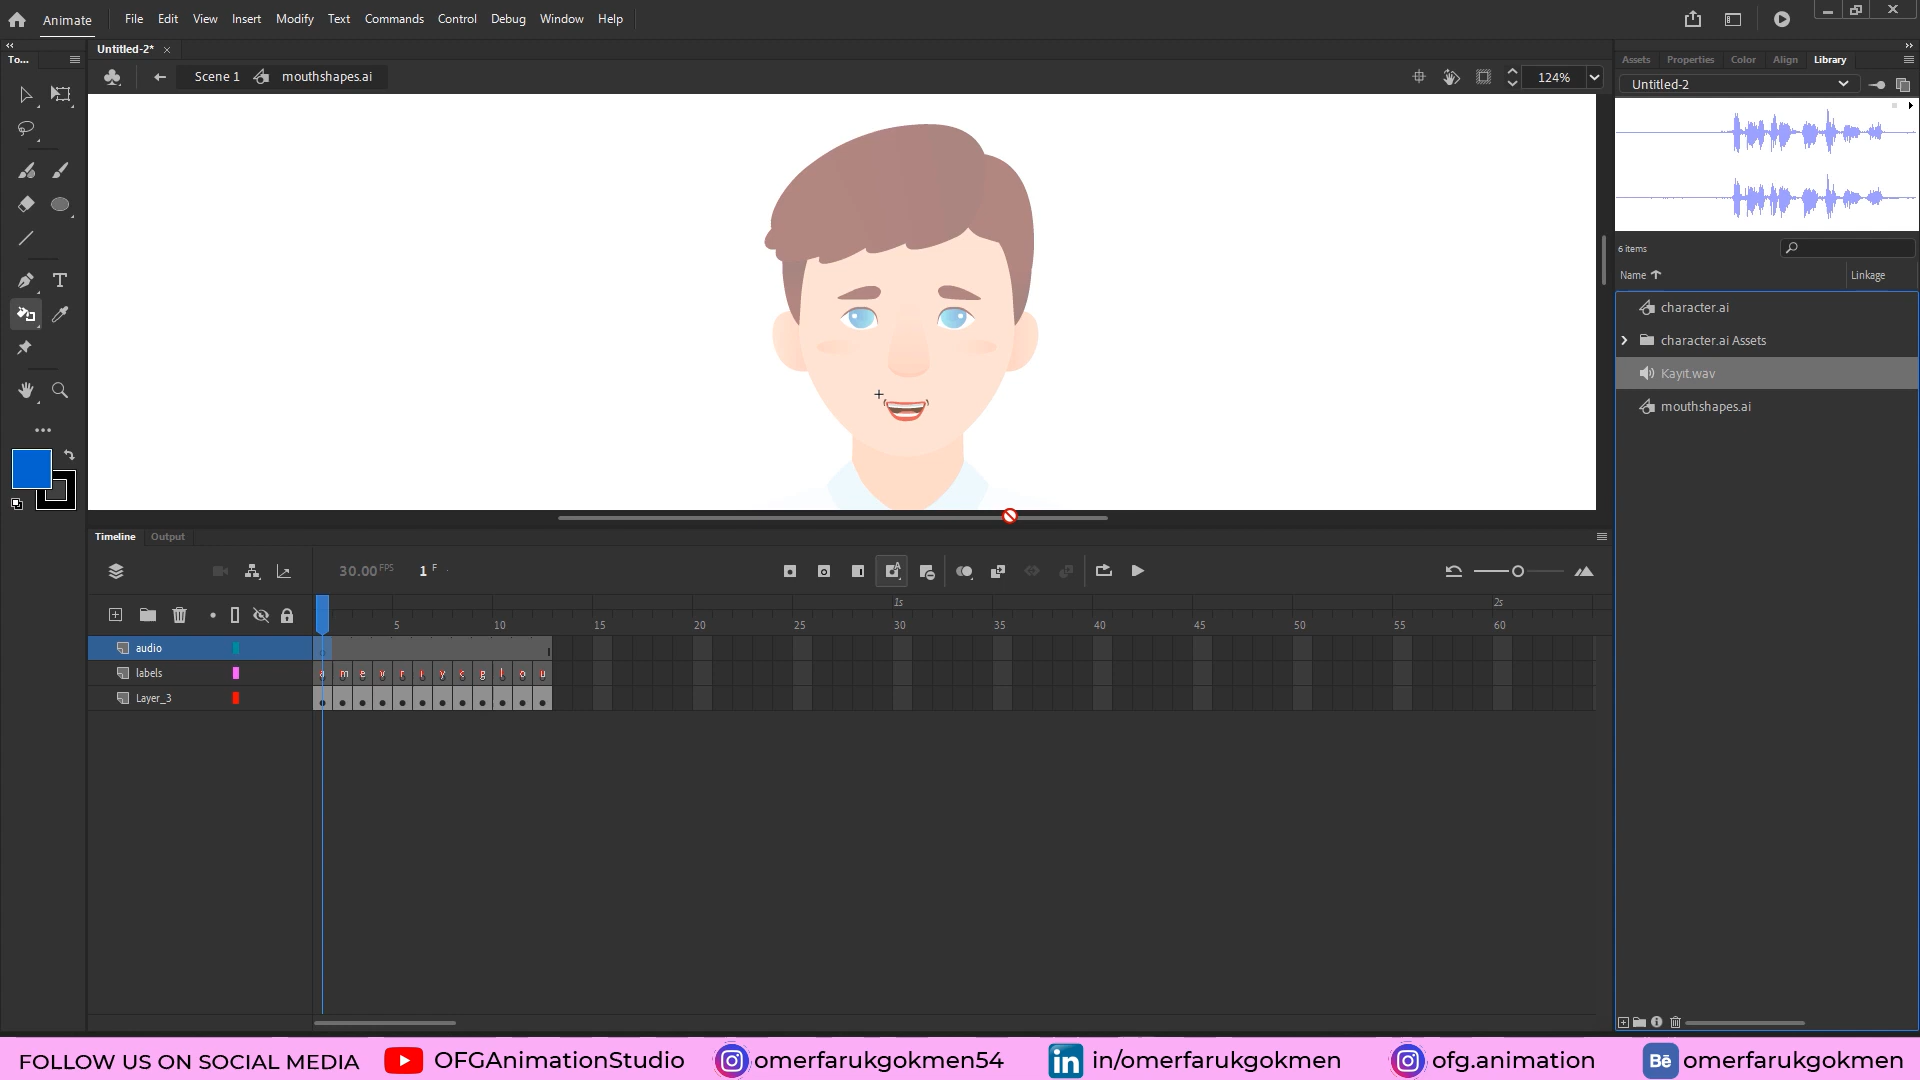 Animate
File Edit View Insert Modify Text Commands Control Debug Window Help
Untitled-2*
To...
Scene 1 mouthshapes.ai
124%
Assets Properties Color Align Library
Untitled-2
6 items
Name Linkage
character.ai
character.ai Assets
Kayıt.wav
mouthshapes.ai
Timeline Output
30.00 FPS 1 F
1s 2s
5 10 15 20 25 30 35 40 45 50 55 60
audio
labels a m e v r i y c g l o u
Layer_3
FOLLOW US ON SOCIAL MEDIA OFGAnimationStudio omerfarukgokmen54 in/omerfarukgokmen ofg.animation Bē omerfarukgokmen